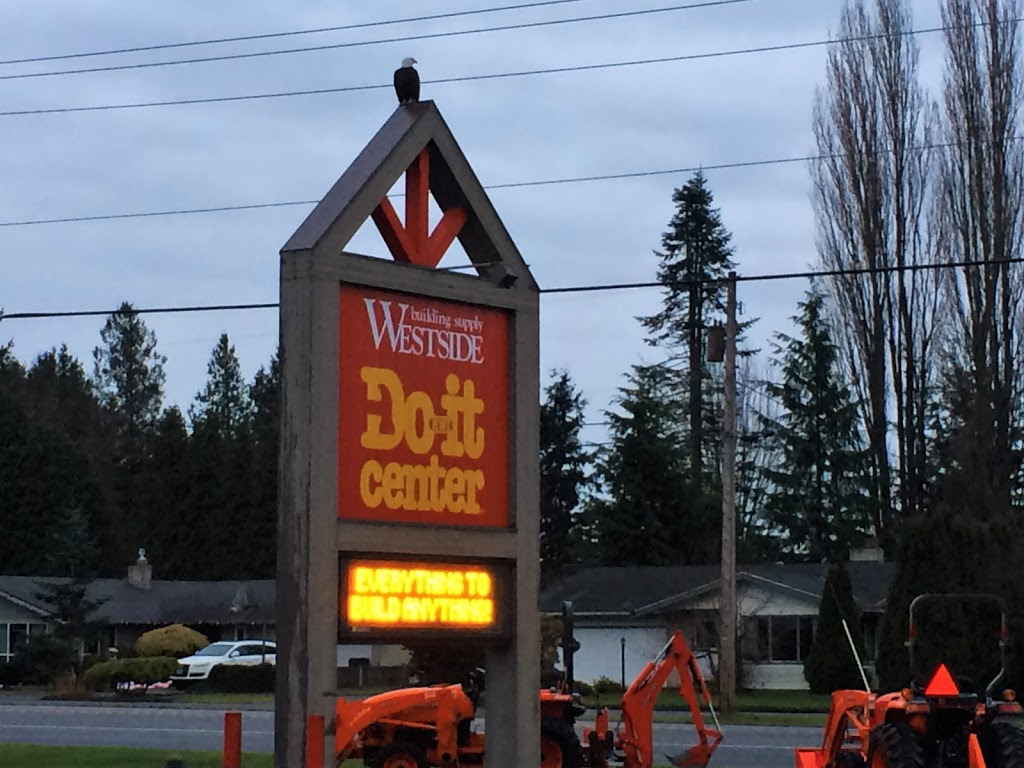 building supply
WESTSIDE
Do it
center
EVERYTHING TO
BUILD ANYTHING